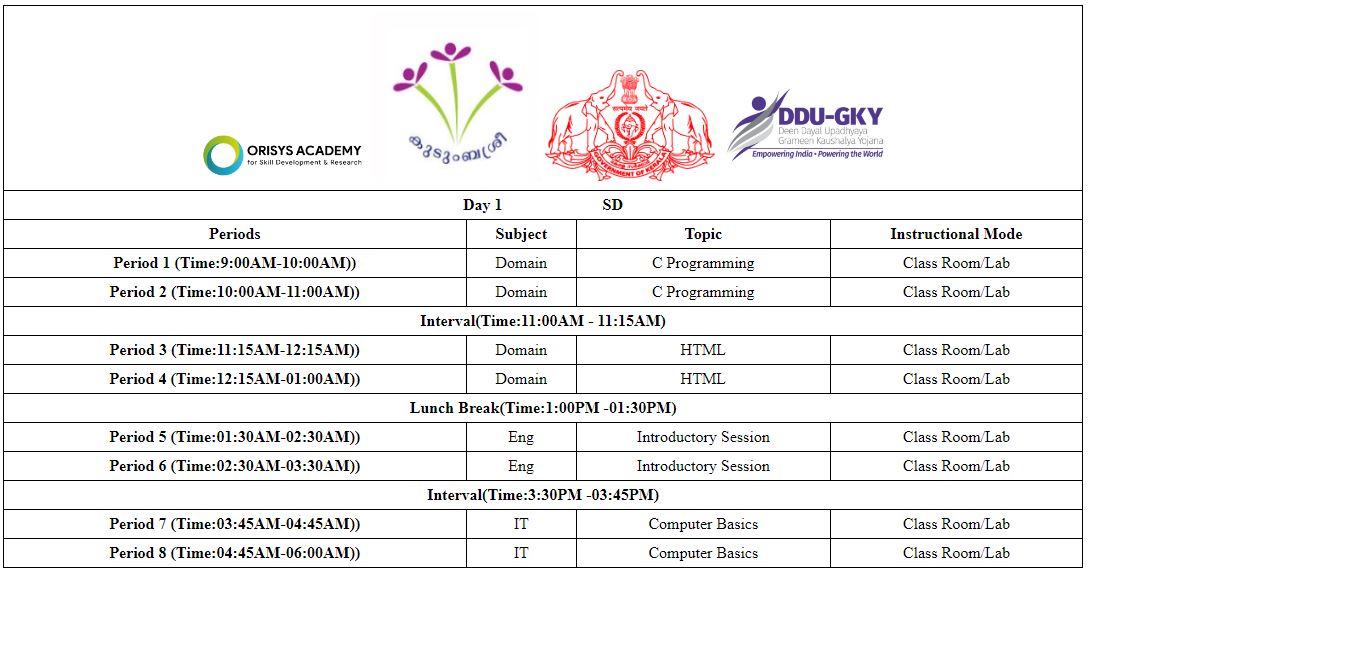 ORISYS ACADEMY
for Skill Development & Research
കുടുംബശ്രീ
सत्यमेव जयते
GOVERNMENT OF KERALA
DDU-GKY
Deen Dayal Upadhyaya
Grameen Kaushalya Yojana
Empowering India • Powering the World
Day 1 SD
Periods Subject Topic Instructional Mode
Period 1 (Time:9:00AM-10:00AM)) Domain C Programming Class Room/Lab
Period 2 (Time:10:00AM-11:00AM)) Domain C Programming Class Room/Lab
Interval(Time:11:00AM - 11:15AM)
Period 3 (Time:11:15AM-12:15AM)) Domain HTML Class Room/Lab
Period 4 (Time:12:15AM-01:00AM)) Domain HTML Class Room/Lab
Lunch Break(Time:1:00PM -01:30PM)
Period 5 (Time:01:30AM-02:30AM)) Eng Introductory Session Class Room/Lab
Period 6 (Time:02:30AM-03:30AM)) Eng Introductory Session Class Room/Lab
Interval(Time:3:30PM -03:45PM)
Period 7 (Time:03:45AM-04:45AM)) IT Computer Basics Class Room/Lab
Period 8 (Time:04:45AM-06:00AM)) IT Computer Basics Class Room/Lab